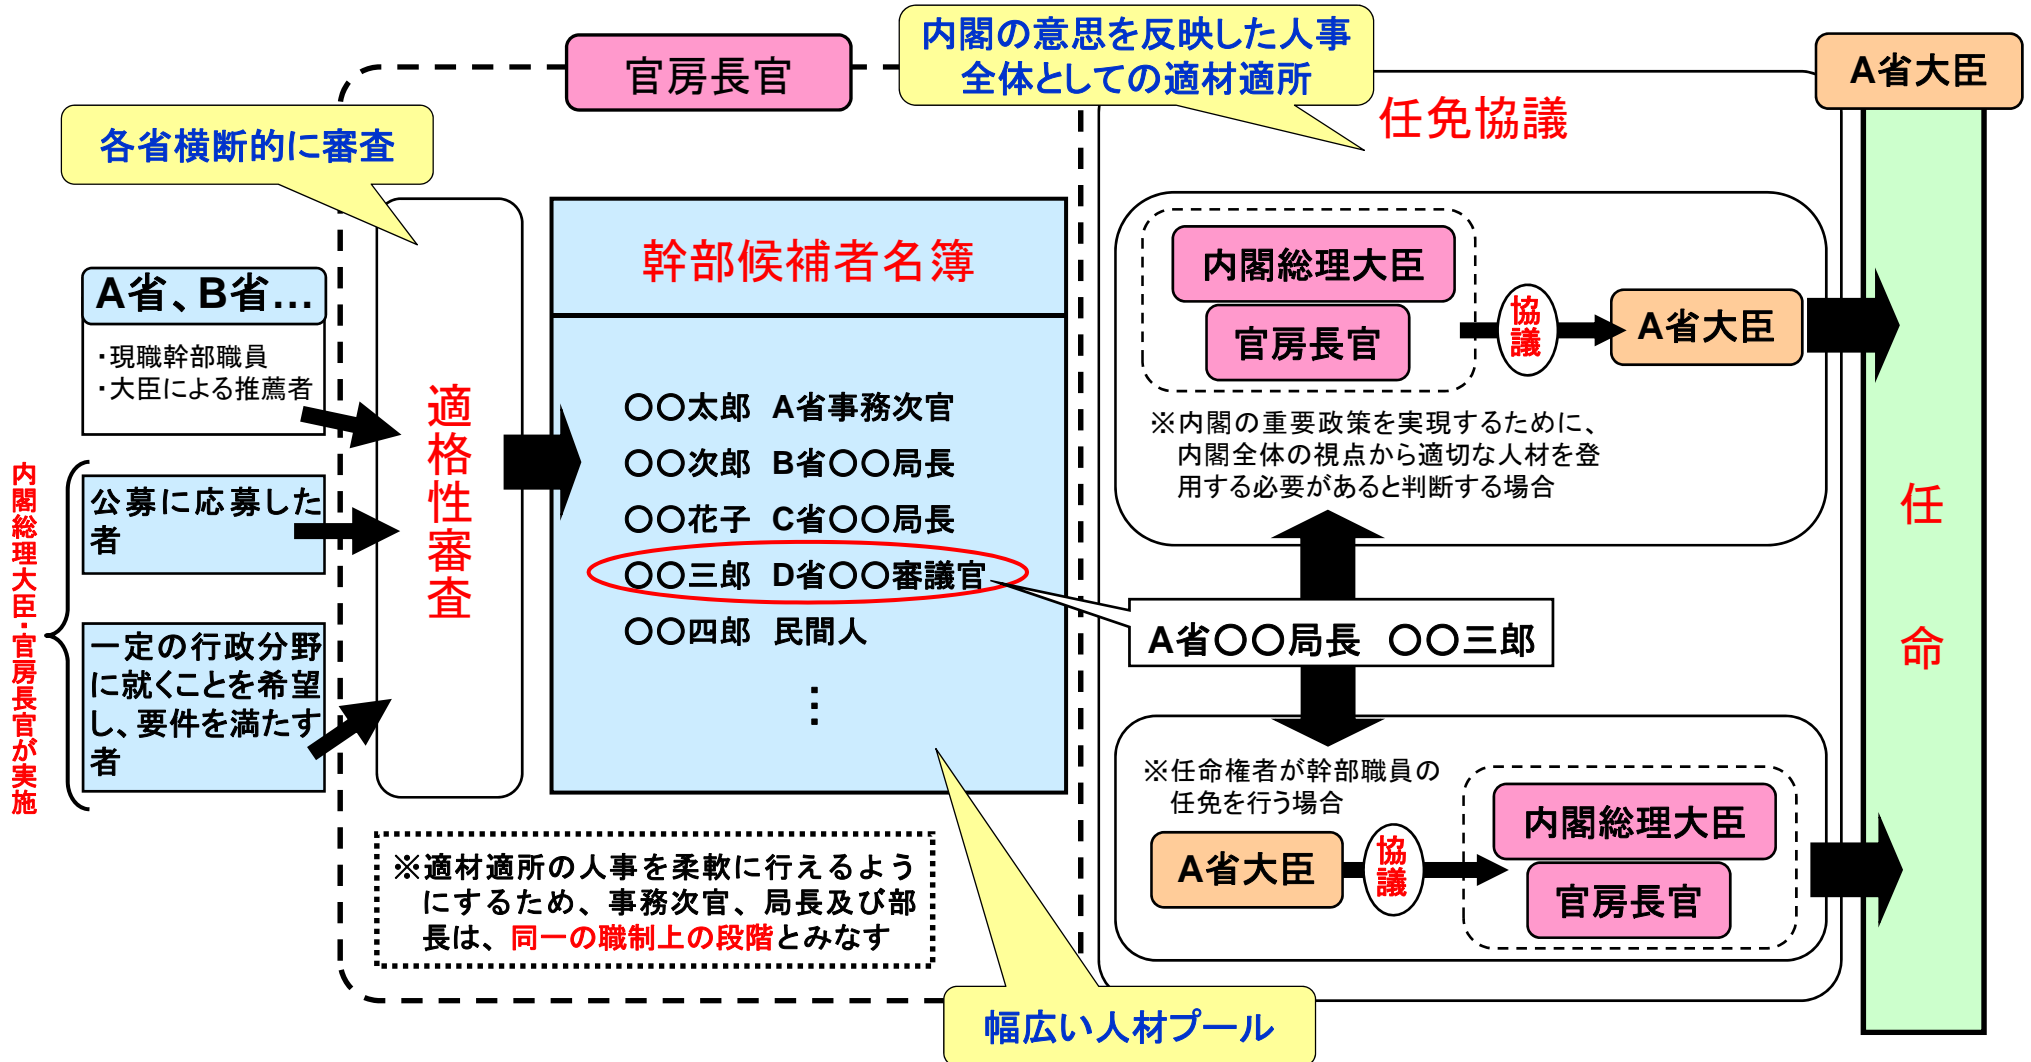 官房長官
内閣の意思を反映した人事
全体としての適材適所
A省大臣
各省横断的に審査
任免協議
A省、B省…
・現職幹部職員
・大臣による推薦者
公募に応募した
者
一定の行政分野
に就くことを希望
し、要件を満たす
者
内閣総理大臣・官房長官が実施
適格性審査
幹部候補者名簿
〇〇太郎 A省事務次官
〇〇次郎 B省〇〇局長
〇〇花子 C省〇〇局長
〇〇三郎 D省〇〇審議官
〇〇四郎 民間人
⋮
※適材適所の人事を柔軟に行えるよう
にするため、事務次官、局長及び部
長は、同一の職制上の段階とみなす
幅広い人材プール
内閣総理大臣
官房長官
協議
A省大臣
※内閣の重要政策を実現するために、
内閣全体の視点から適切な人材を登
用する必要があると判断する場合
A省〇〇局長 〇〇三郎
※任命権者が幹部職員の
任免を行う場合
A省大臣
協議
内閣総理大臣
官房長官
任命